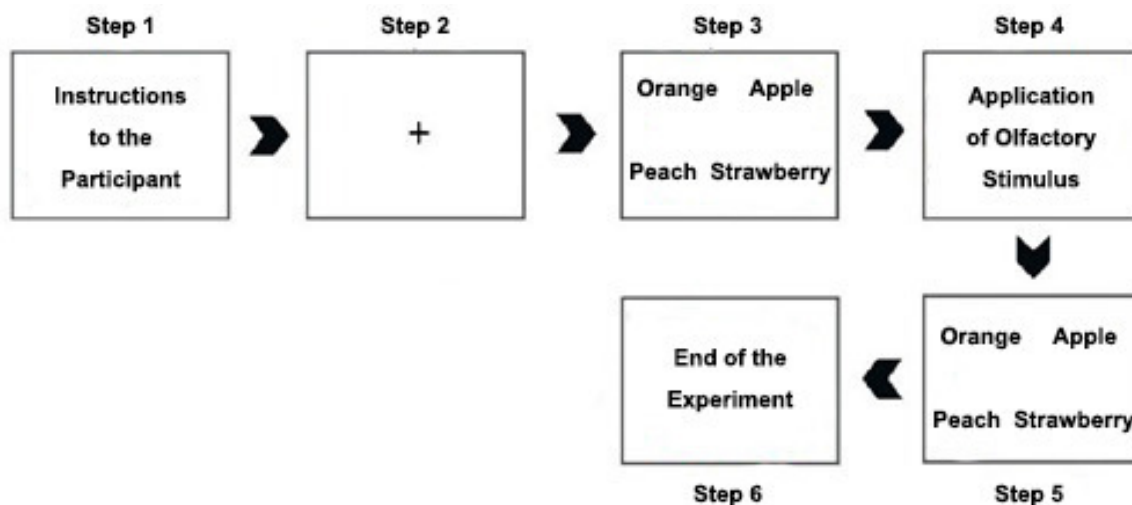 Step 1
Instructions
to the
Participant
Step 2
+
Step 3
Orange Apple
Peach Strawberry
Step 4
Application
of Olfactory
Stimulus
Orange Apple
Peach Strawberry
Step 5
End of the
Experiment
Step 6